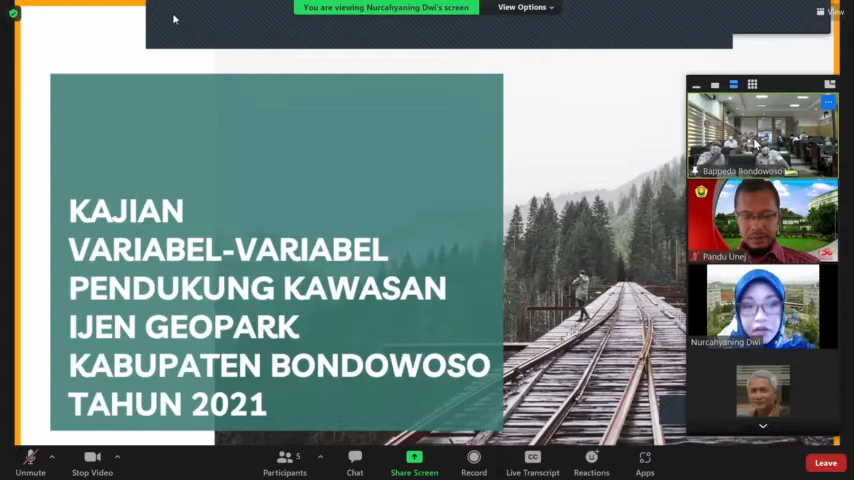 You are viewing Nurcahyaning Dwi's screen
View Options
View
KAJIAN
VARIABEL-VARIABEL
PENDUKUNG KAWASAN
IJEN GEOPARK
KABUPATEN BONDOWOSO
TAHUN 2021
Bappeda Bondowoso
Pandu Unej
Nurcahyaning Dwi
Unmute
Stop Video
Participants
5
Chat
Share Screen
Record
CC
Live Transcript
Reactions
Apps
Leave